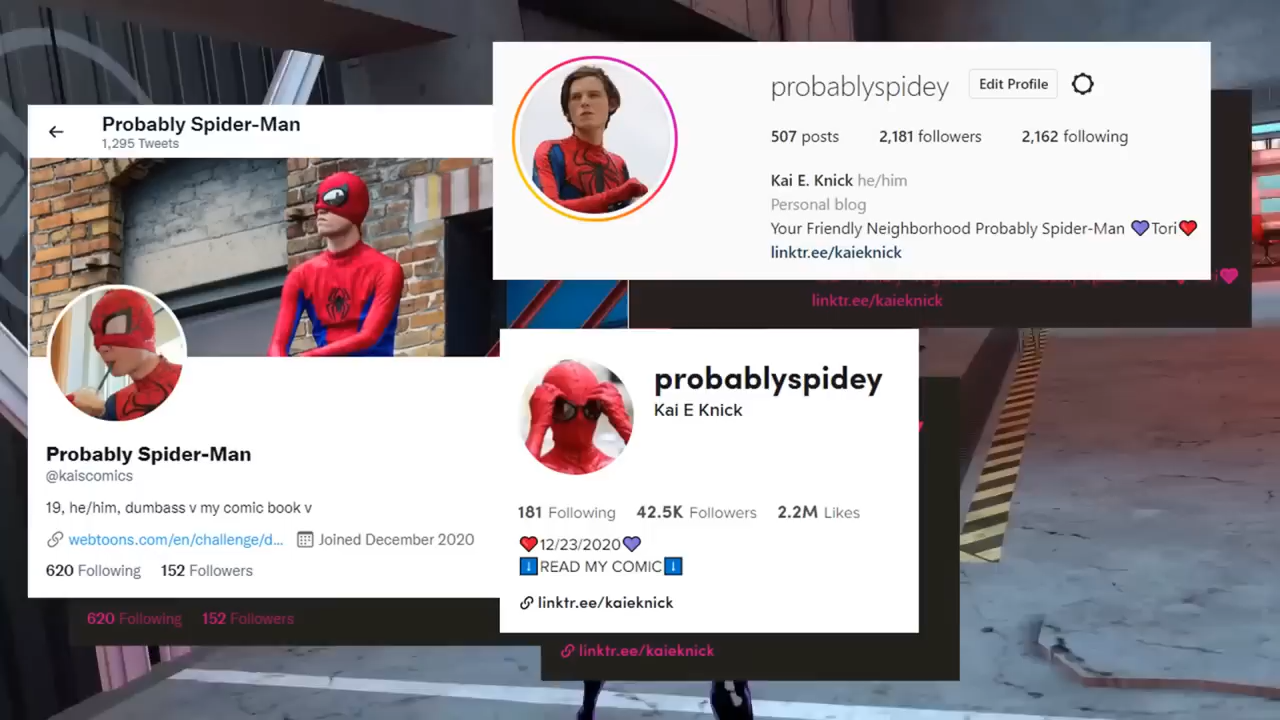 Probably Spider-Man
1,295 Tweets
Probably Spider-Man
@kaiscomics
19, he/him, dumbass v my comic book v
webtoons.com/en/challenge/d...
Joined December 2020
620 Following 152 Followers
620 Following 152 Followers
probablyspidey Edit Profile
507 posts 2,181 followers 2,162 following
Kai E. Knick he/him
Personal blog
Your Friendly Neighborhood Probably Spider-Man 💜Tori❤️
linktr.ee/kaieknick
linktr.ee/kaieknick
probablyspidey
Kai E Knick
181 Following 42.5K Followers 2.2M Likes
❤️12/23/2020💜
⬇️READ MY COMIC⬇️
linktr.ee/kaieknick
linktr.ee/kaieknick